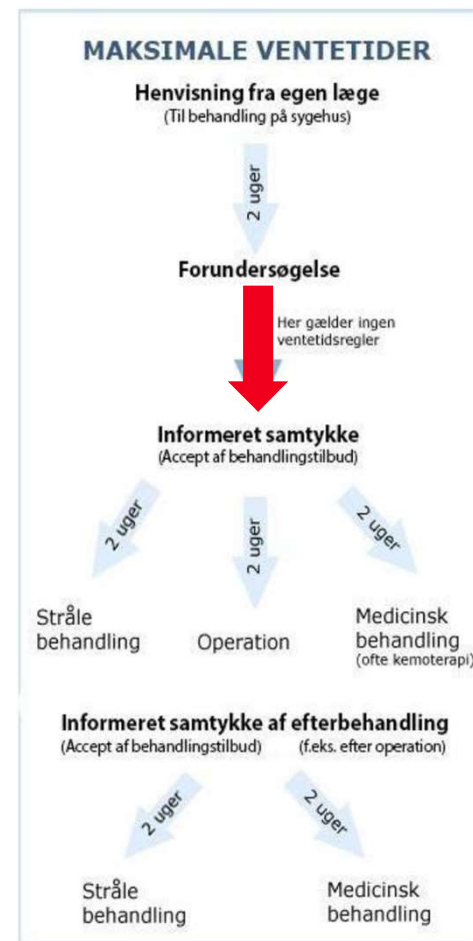 MAKSIMALE VENTETIDER
Henvisning fra egen læge
(Til behandling på sygehus)
2 uger
Forundersøgelse
Her gælder ingen
ventetidsregler
Informeret samtykke
(Accept af behandlingstilbud)
2 uger
2 uger
2 uger
Stråle
behandling
Operation
Medicinsk
behandling
(ofte kemoterapi)
Informeret samtykke af efterbehandling
(Accept af behandlingstilbud) (f.eks. efter operation)
2 uger
2 uger
Stråle
behandling
Medicinsk
behandling